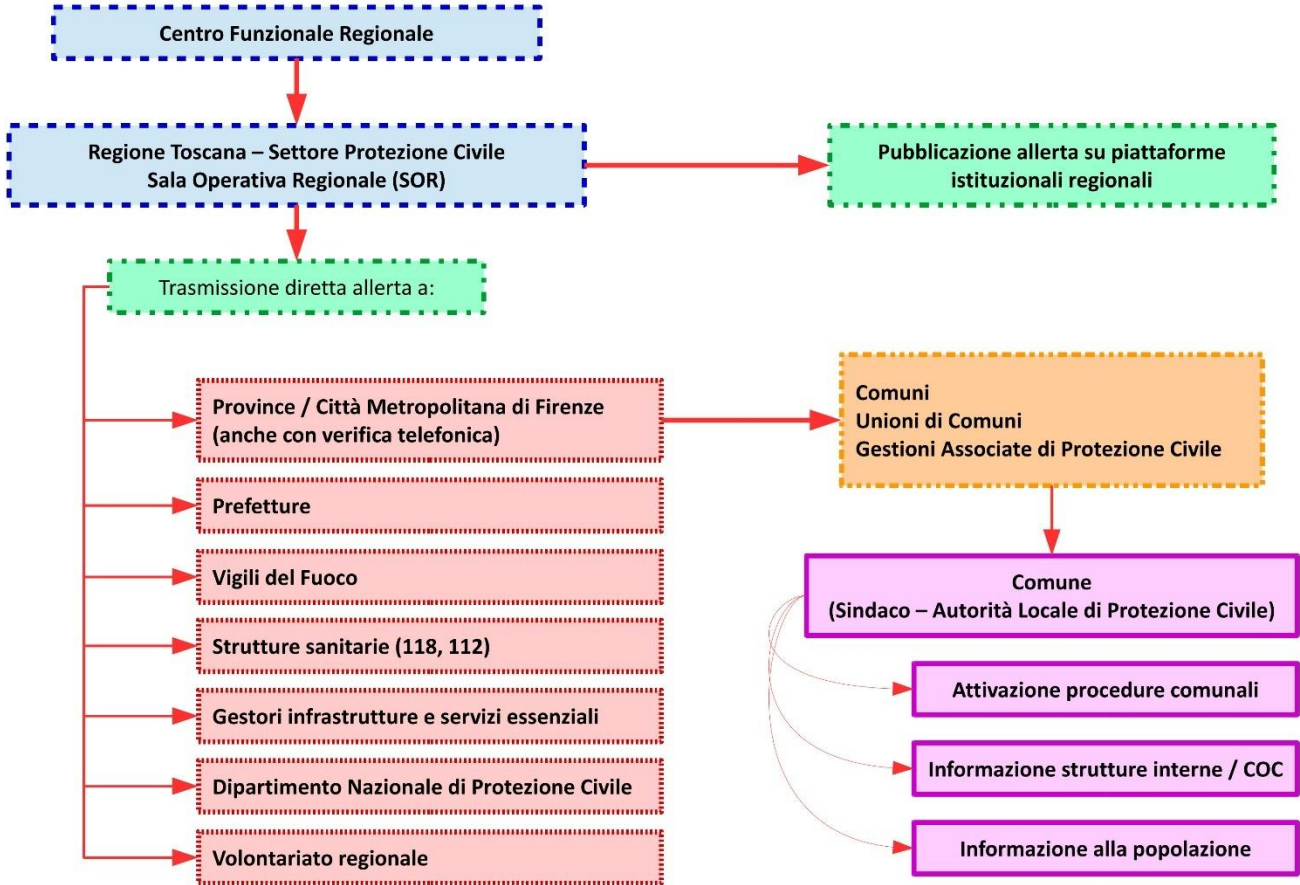 Centro Funzionale Regionale
Regione Toscana – Settore Protezione Civile
Sala Operativa Regionale (SOR)
Pubblicazione allerta su piattaforme
istituzionali regionali
Trasmissione diretta allerta a:
Province / Città Metropolitana di Firenze
(anche con verifica telefonica)
Comuni
Unioni di Comuni
Gestioni Associate di Protezione Civile
Prefetture
Vigili del Fuoco
Strutture sanitarie (118, 112)
Gestori infrastrutture e servizi essenziali
Dipartimento Nazionale di Protezione Civile
Volontariato regionale
Comune
(Sindaco – Autorità Locale di Protezione Civile)
Attivazione procedure comunali
Informazione strutture interne / COC
Informazione alla popolazione